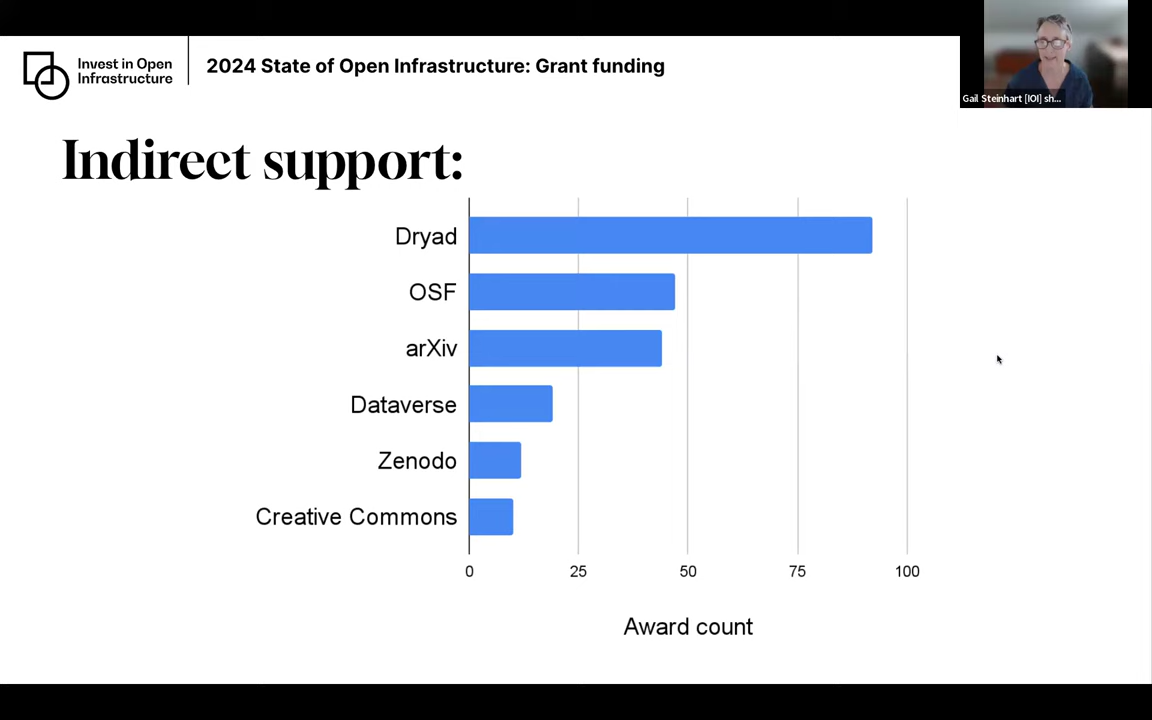 Invest in Open
Infrastructure
2024 State of Open Infrastructure: Grant funding
Gail Steinhart [IOI] sh...
Indirect support:
Dryad
OSF
arXiv
Dataverse
Zenodo
Creative Commons
0 25 50 75 100
Award count